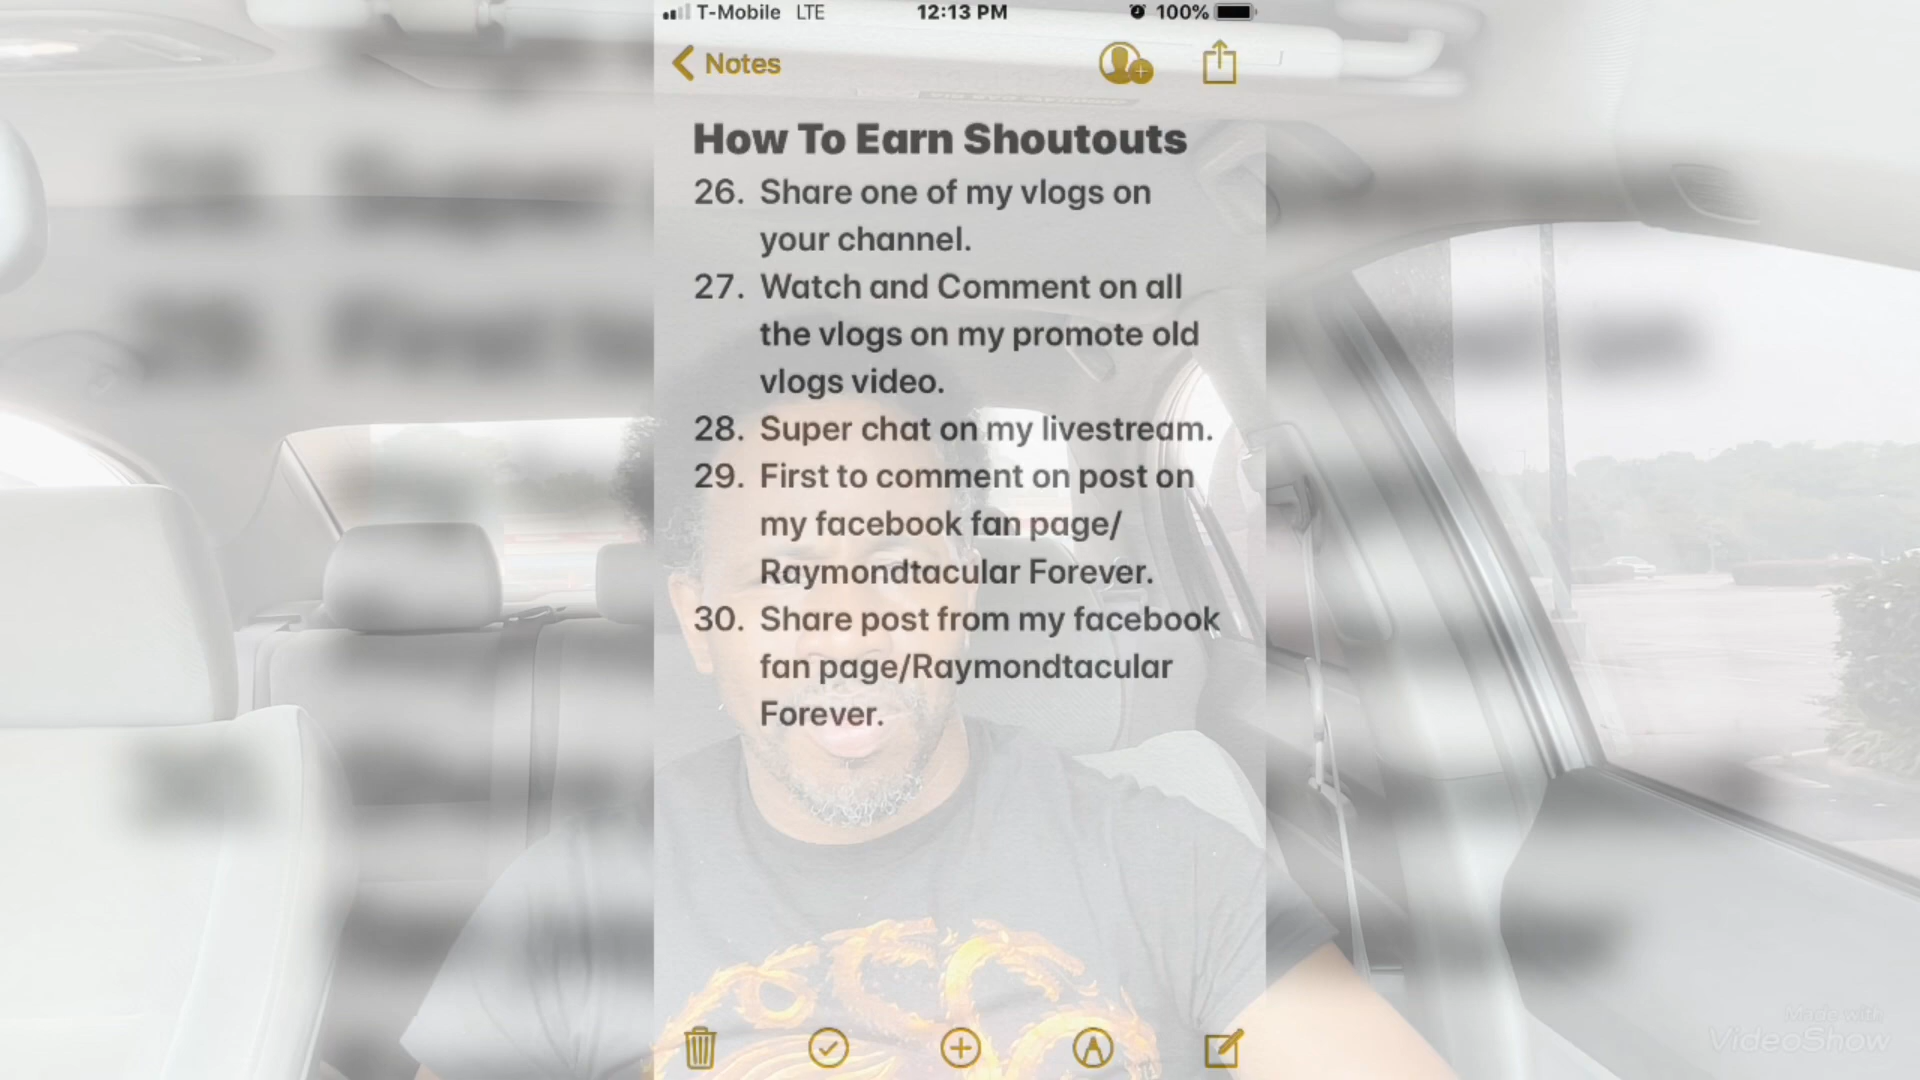 T-Mobile LTE 12:13 PM 100%
Notes
How To Earn Shoutouts
26. Share one of my vlogs on
your channel.
27. Watch and Comment on all
the vlogs on my promote old
vlogs video.
28. Super chat on my livestream.
29. First to comment on post on
my facebook fan page/
Raymondtacular Forever.
30. Share post from my facebook
fan page/Raymondtacular
Forever.
Made with
VideoShow